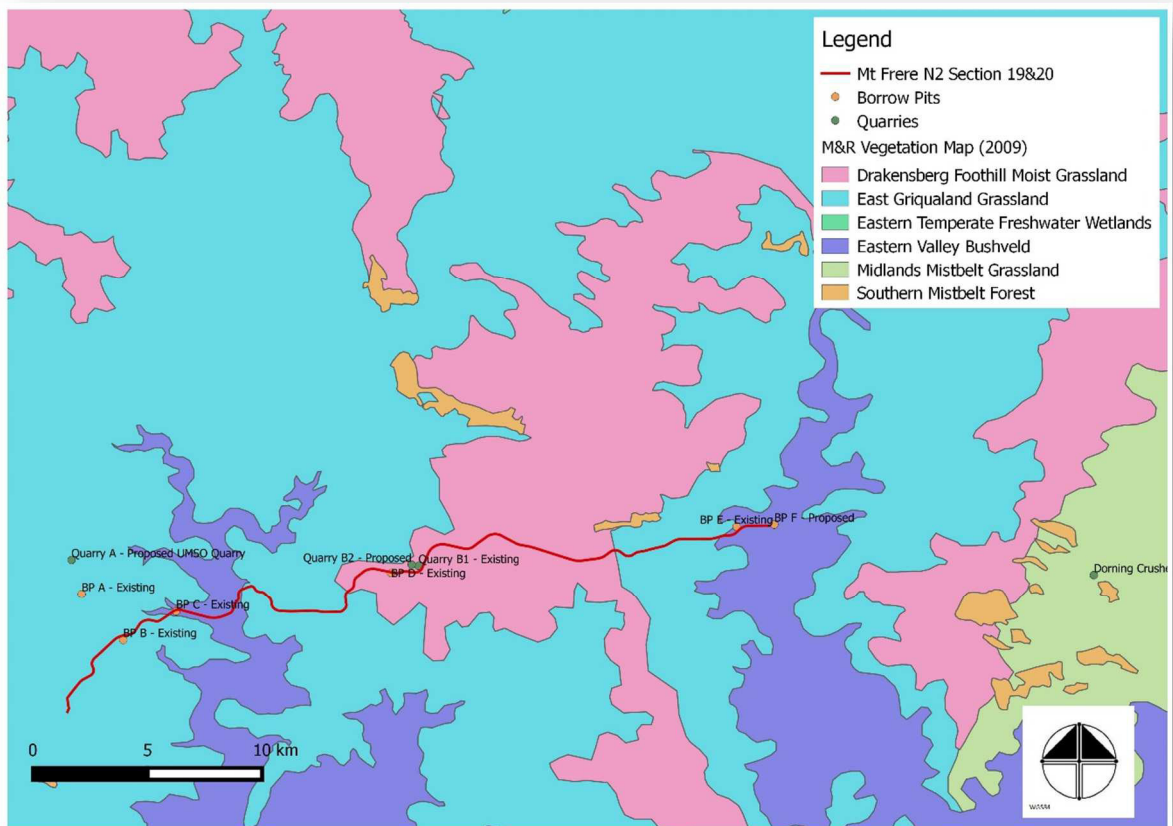 Legend
Mt Frere N2 Section 19&20
Borrow Pits
Quarries
M&R Vegetation Map (2009)
Drakensberg Foothill Moist Grassland
East Griqualand Grassland
Eastern Temperate Freshwater Wetlands
Eastern Valley Bushveld
Midlands Mistbelt Grassland
Southern Mistbelt Forest
BP E - Existing
BP F - Proposed
Quarry A - Proposed UMSO Quarry
Quarry B2 - Proposed
Quarry B1 - Existing
BP D - Existing
Dorning Crushe
BP A - Existing
BP C - Existing
BP B - Existing
0 5 10 km